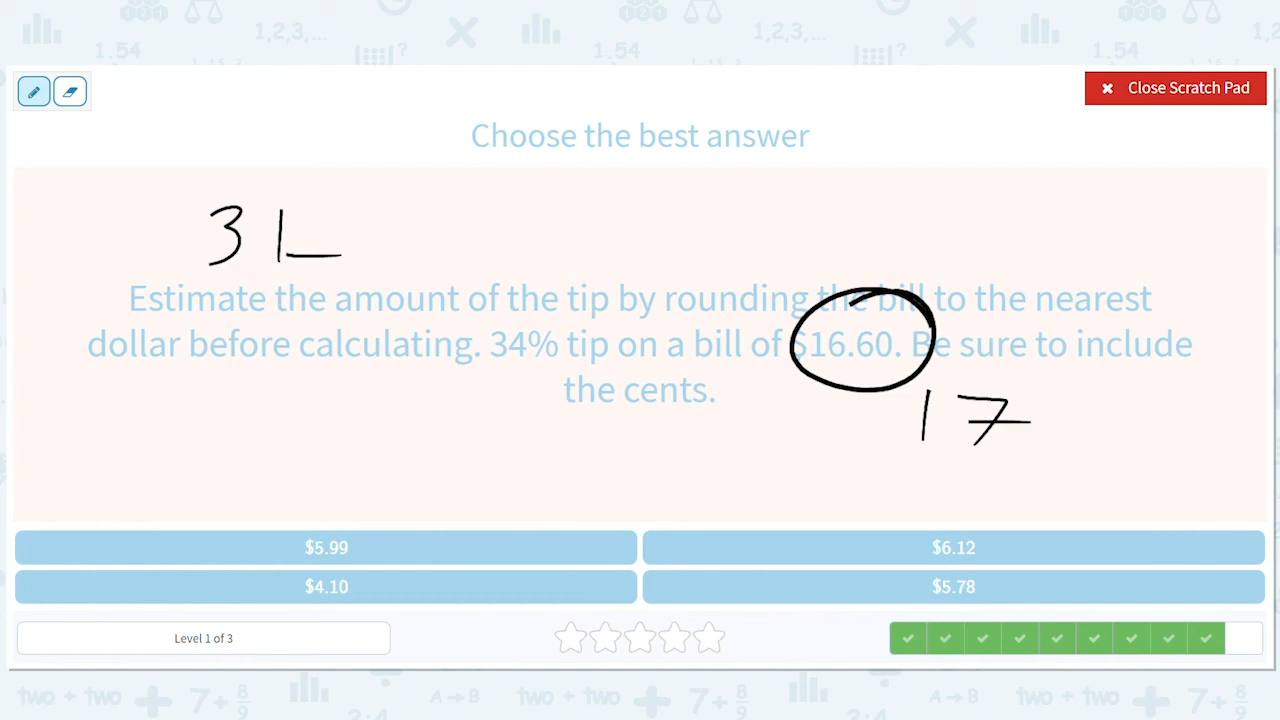 Close Scratch Pad
Choose the best answer
3
Estimate the amount of the tip by rounding the bill to the nearest
dollar before calculating. 34% tip on a bill of $16.60. Be sure to include
the cents.
17
$5.99
$6.12
$4.10
$5.78
Level 1 of 3